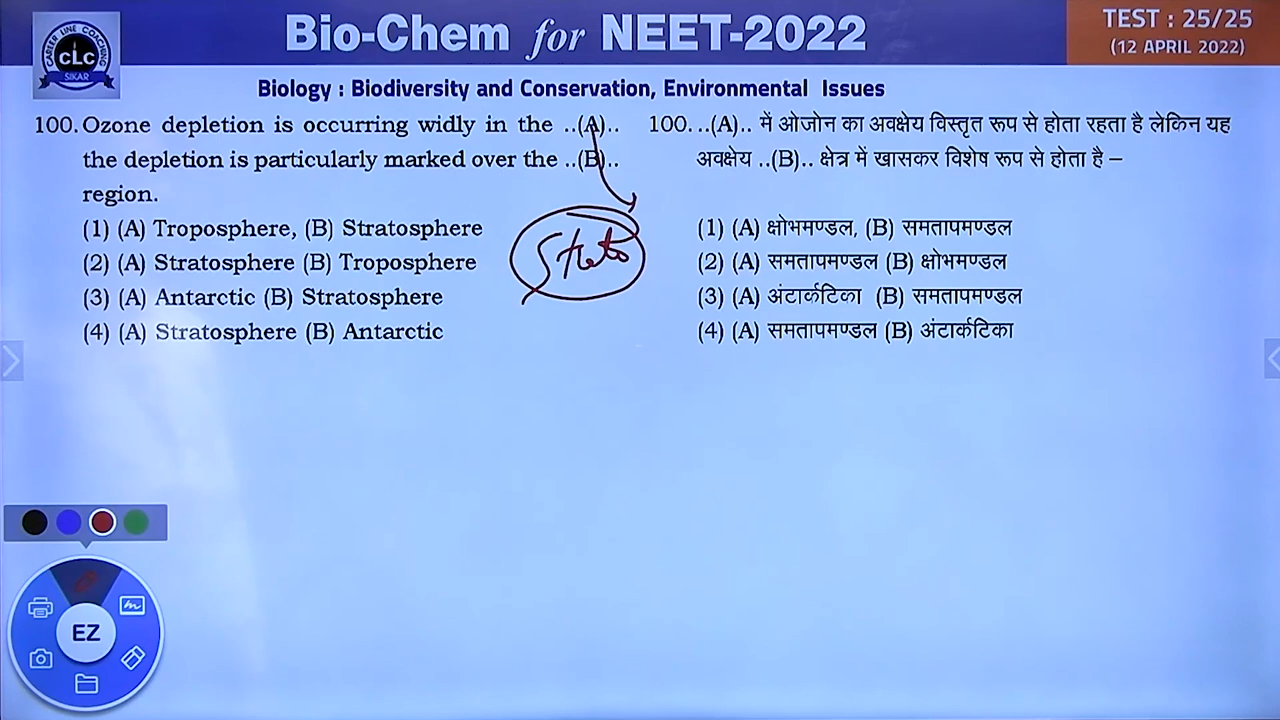 CAREER LINE COACHING
CLC
SIKAR
Bio-Chem for NEET-2022
TEST : 25/25
(12 APRIL 2022)
Biology : Biodiversity and Conservation, Environmental Issues
100. Ozone depletion is occurring widly in the ..(A)..
the depletion is particularly marked over the ..(B)..
region.
(1) (A) Troposphere, (B) Stratosphere
(2) (A) Stratosphere (B) Troposphere
(3) (A) Antarctic (B) Stratosphere
(4) (A) Stratosphere (B) Antarctic
Strato
100. ..(A).. में ओजोन का अवक्षेय विस्तृत रूप से होता रहता है लेकिन यह
अवक्षेय ..(B).. क्षेत्र में खासकर विशेष रूप से होता है –
(1) (A) क्षोभमण्डल, (B) समतापमण्डल
(2) (A) समतापमण्डल (B) क्षोभमण्डल
(3) (A) अंटार्कटिका (B) समतापमण्डल
(4) (A) समतापमण्डल (B) अंटार्कटिका
EZ